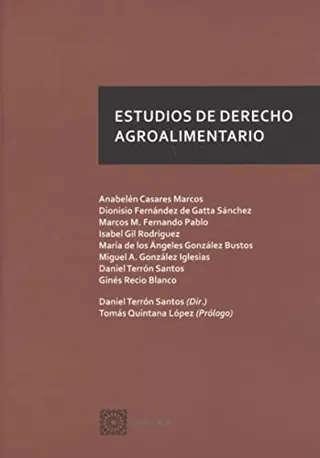 ESTUDIOS DE DERECHO
AGROALIMENTARIO
Anabelén Casares Marcos
Dionisio Fernández de Gatta Sánchez
Marcos M. Fernando Pablo
Isabel Gil Rodríguez
María de los Ángeles González Bustos
Miguel A. González Iglesias
Daniel Terrón Santos
Ginés Recio Blanco
Daniel Terrón Santos (Dir.)
Tomás Quintana López (Prólogo)